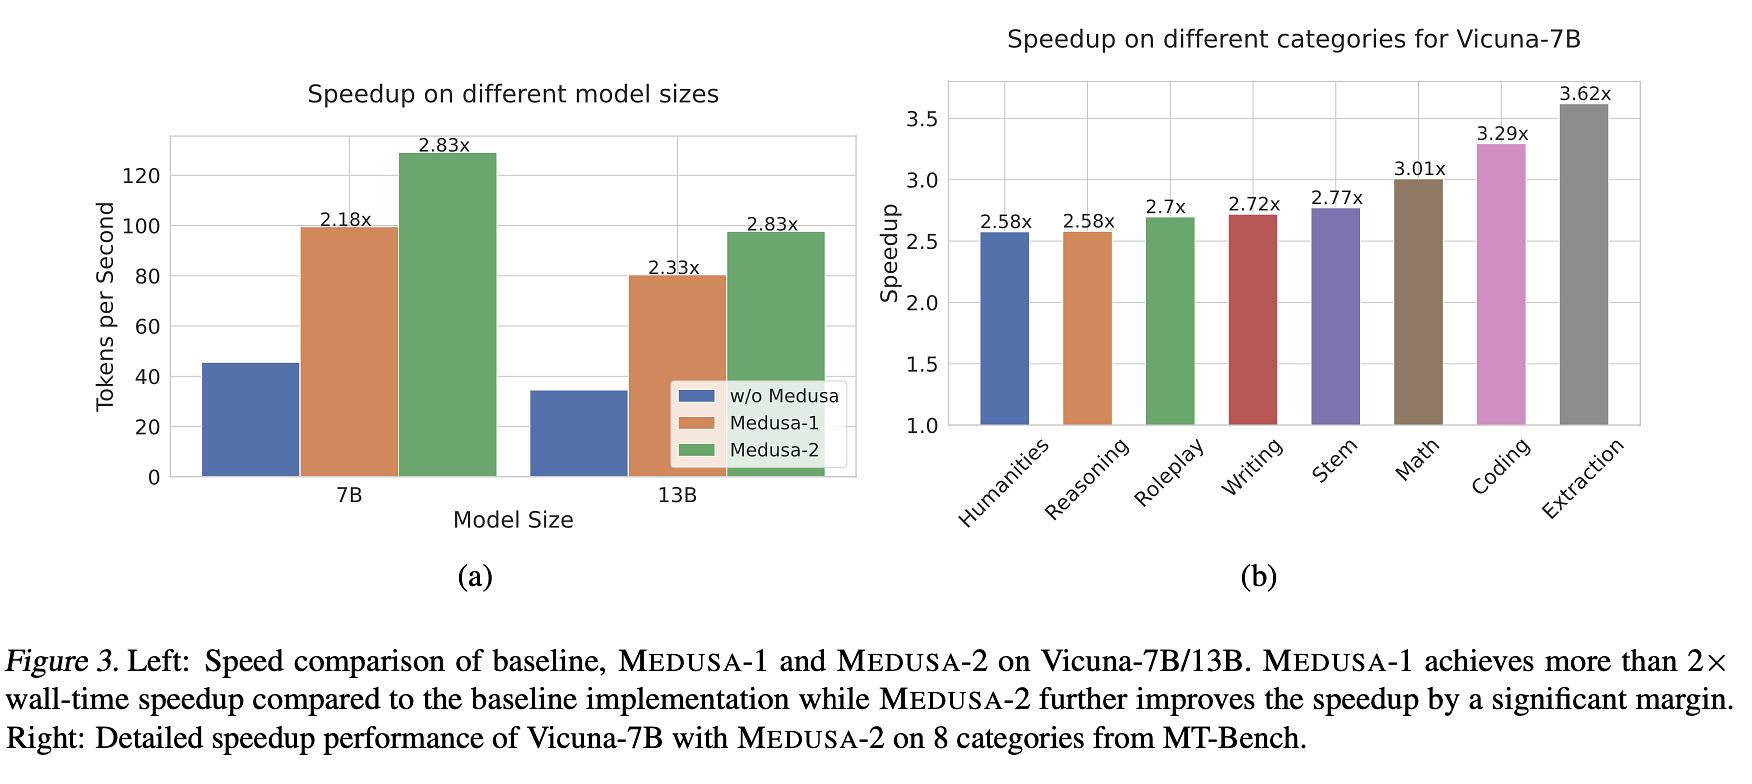 Speedup on different model sizes
2.83x
2.18x
2.83x
2.33x
120
100
80
60
40
20
0
Tokens per Second
w/o Medusa
Medusa-1
Medusa-2
7B
13B
Model Size
(a)
Speedup on different categories for Vicuna-7B
3.62x
3.29x
3.01x
2.77x
2.72x
2.7x
2.58x
2.58x
3.5
3.0
2.5
2.0
1.5
1.0
Speedup
Humanities
Reasoning
Roleplay
Writing
Stem
Math
Coding
Extraction
(b)
Figure 3. Left: Speed comparison of baseline, MEDUSA-1 and MEDUSA-2 on Vicuna-7B/13B. MEDUSA-1 achieves more than 2×
wall-time speedup compared to the baseline implementation while MEDUSA-2 further improves the speedup by a significant margin.
Right: Detailed speedup performance of Vicuna-7B with MEDUSA-2 on 8 categories from MT-Bench.